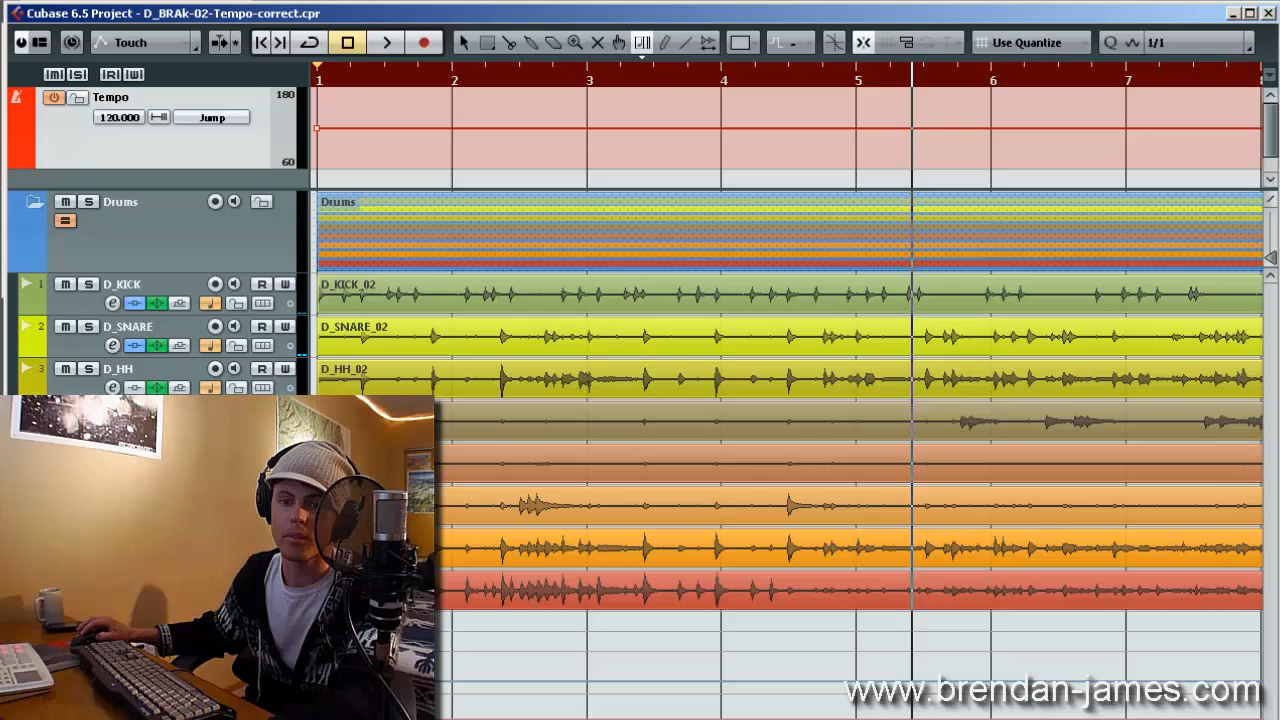 Cubase 6.5 Project - D_BRAk-02-Tempo-correct.cpr
Touch
Use Quantize
Q 1/1
M S R W
1 2 3 4 5 6 7 8
Tempo 180
120.000 Jump
60
M S Drums
Drums
1 M S D_KICK R W
D_KICK_02
e
2 M S D_SNARE R W
D_SNARE_02
e
3 M S D_HH R W
D_HH_02
e
www.brendan-james.com